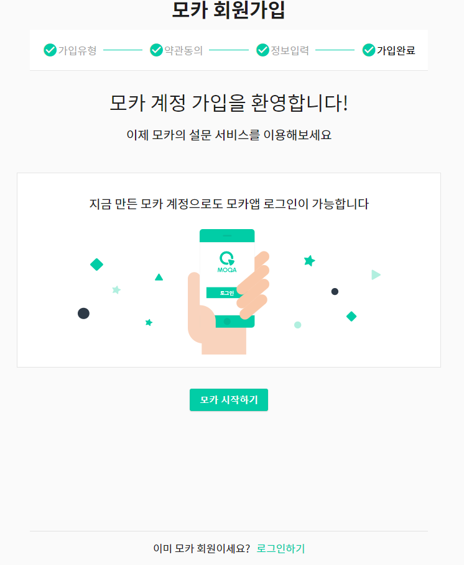 모카 회원가입
가입유형 약관동의 정보입력 가입완료
모카 계정 가입을 환영합니다!
이제 모카의 설문 서비스를 이용해보세요
지금 만든 모카 계정으로도 모카앱 로그인이 가능합니다
MOQA
로그인
모카 시작하기
이미 모카 회원이세요? 로그인하기